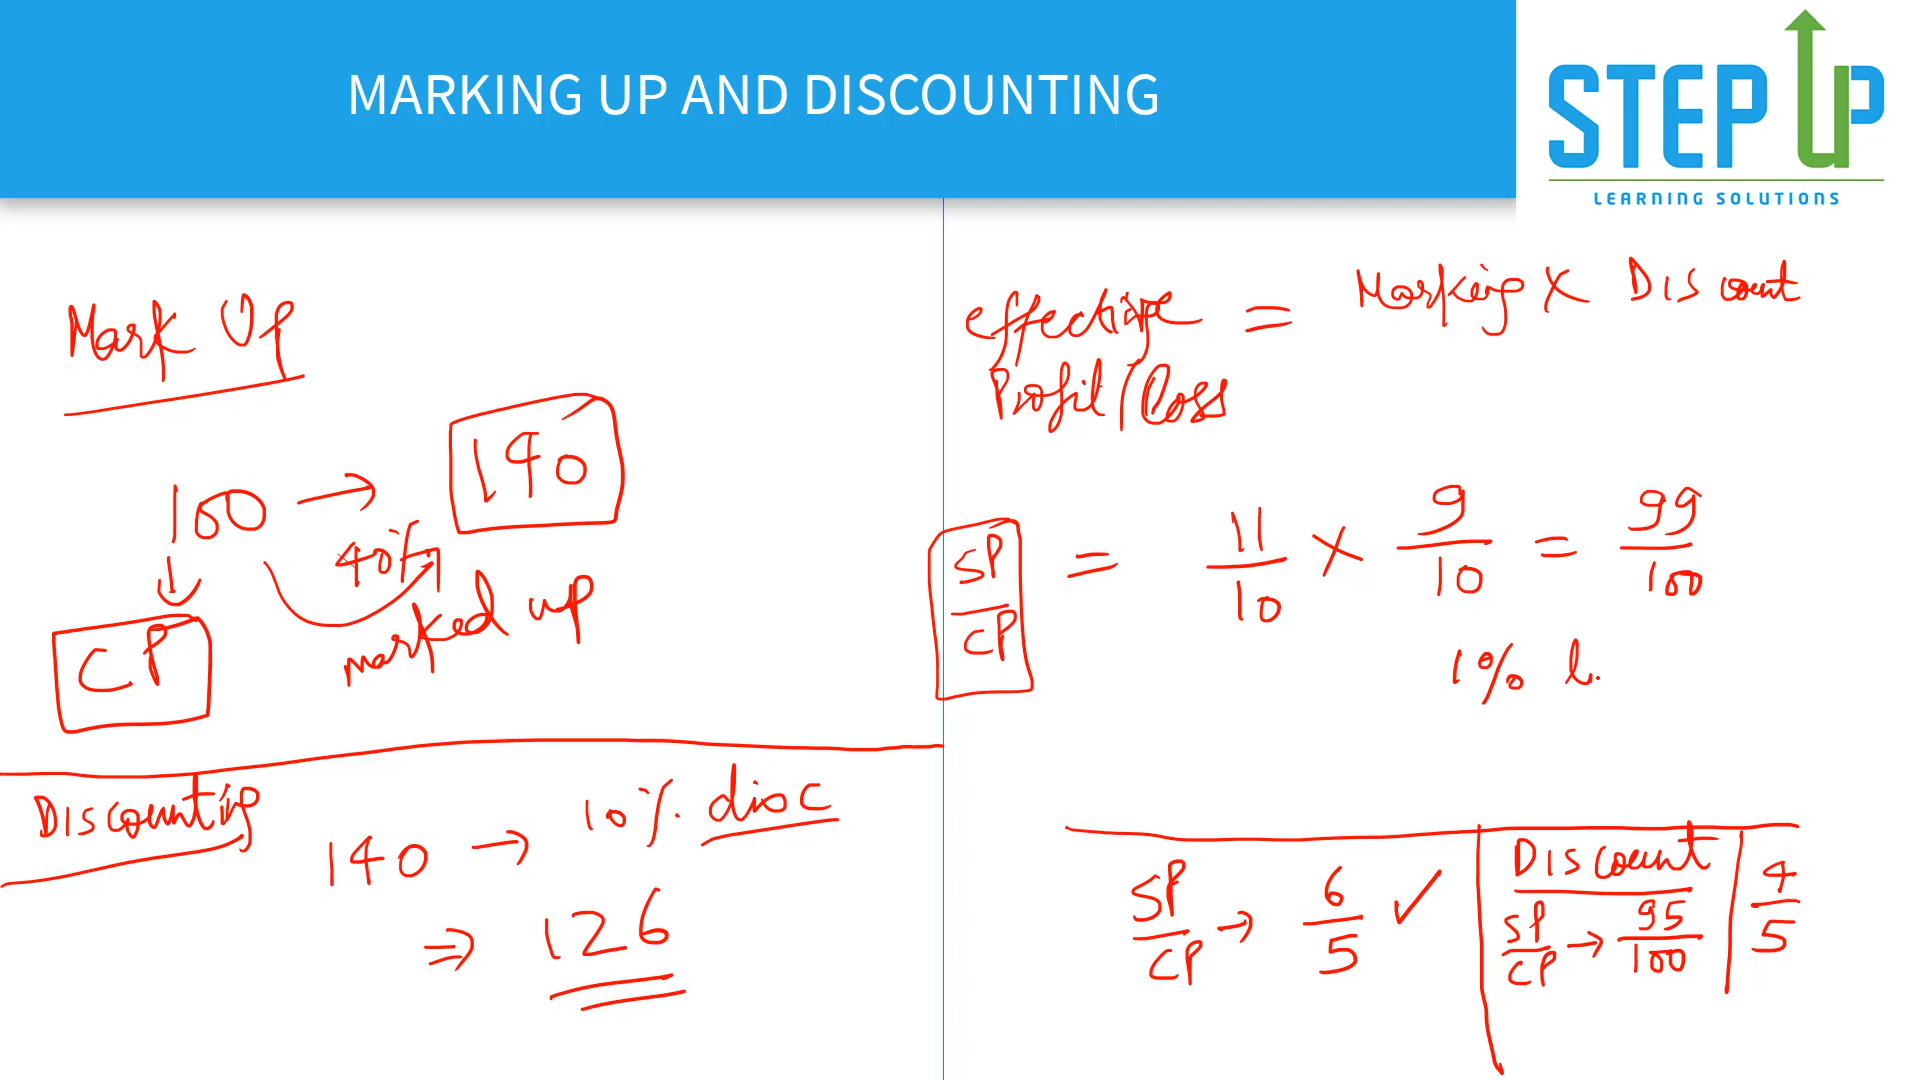 MARKING UP AND DISCOUNTING
STEP UP
LEARNING SOLUTIONS
Mark Up
100 → 140
40%
marked up
CP
Discounting
140 → 10% disc
⇒ 126
effective = Marking X Discount
Profit/loss
SP/CP = 11/10 X 9/10 = 99/100
1% l.
SP/CP → 6/5 ✓
Discount
SP/CP → 95/100
4/5